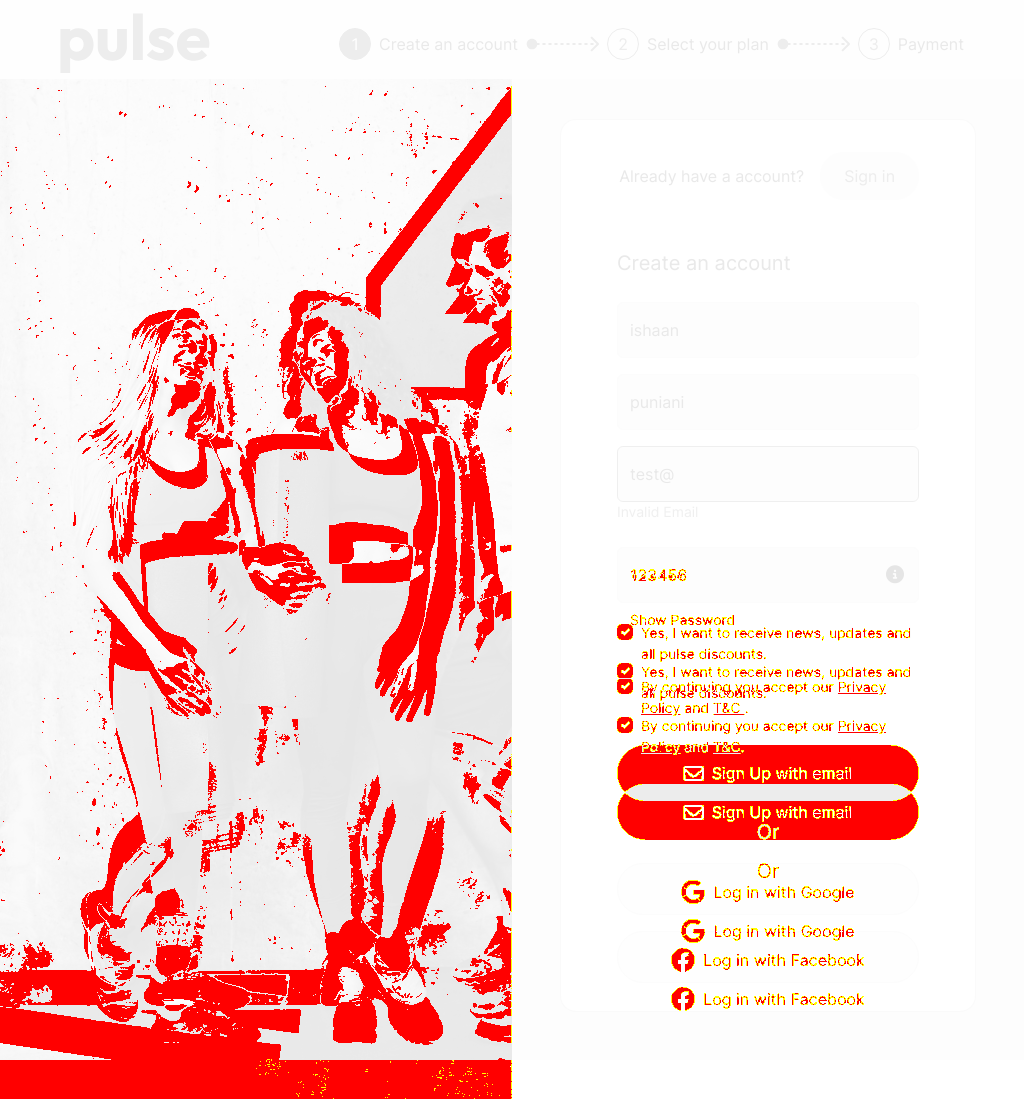 pulse
1 Create an account
2 Select your plan
3 Payment
Already have a account? Sign in
Create an account
ishaan
puniani
test@
Invalid Email
Show Password
Yes, I want to receive news, updates and
all pulse discounts.
Yes, I want to receive news, updates and
all pulse discounts.
By continuing you accept our Privacy
Policy and T&C .
By continuing you accept our Privacy
Policy and T&C.
Sign Up with email
Sign Up with email
Or
Or
Log in with Google
Log in with Google
Log in with Facebook
Log in with Facebook